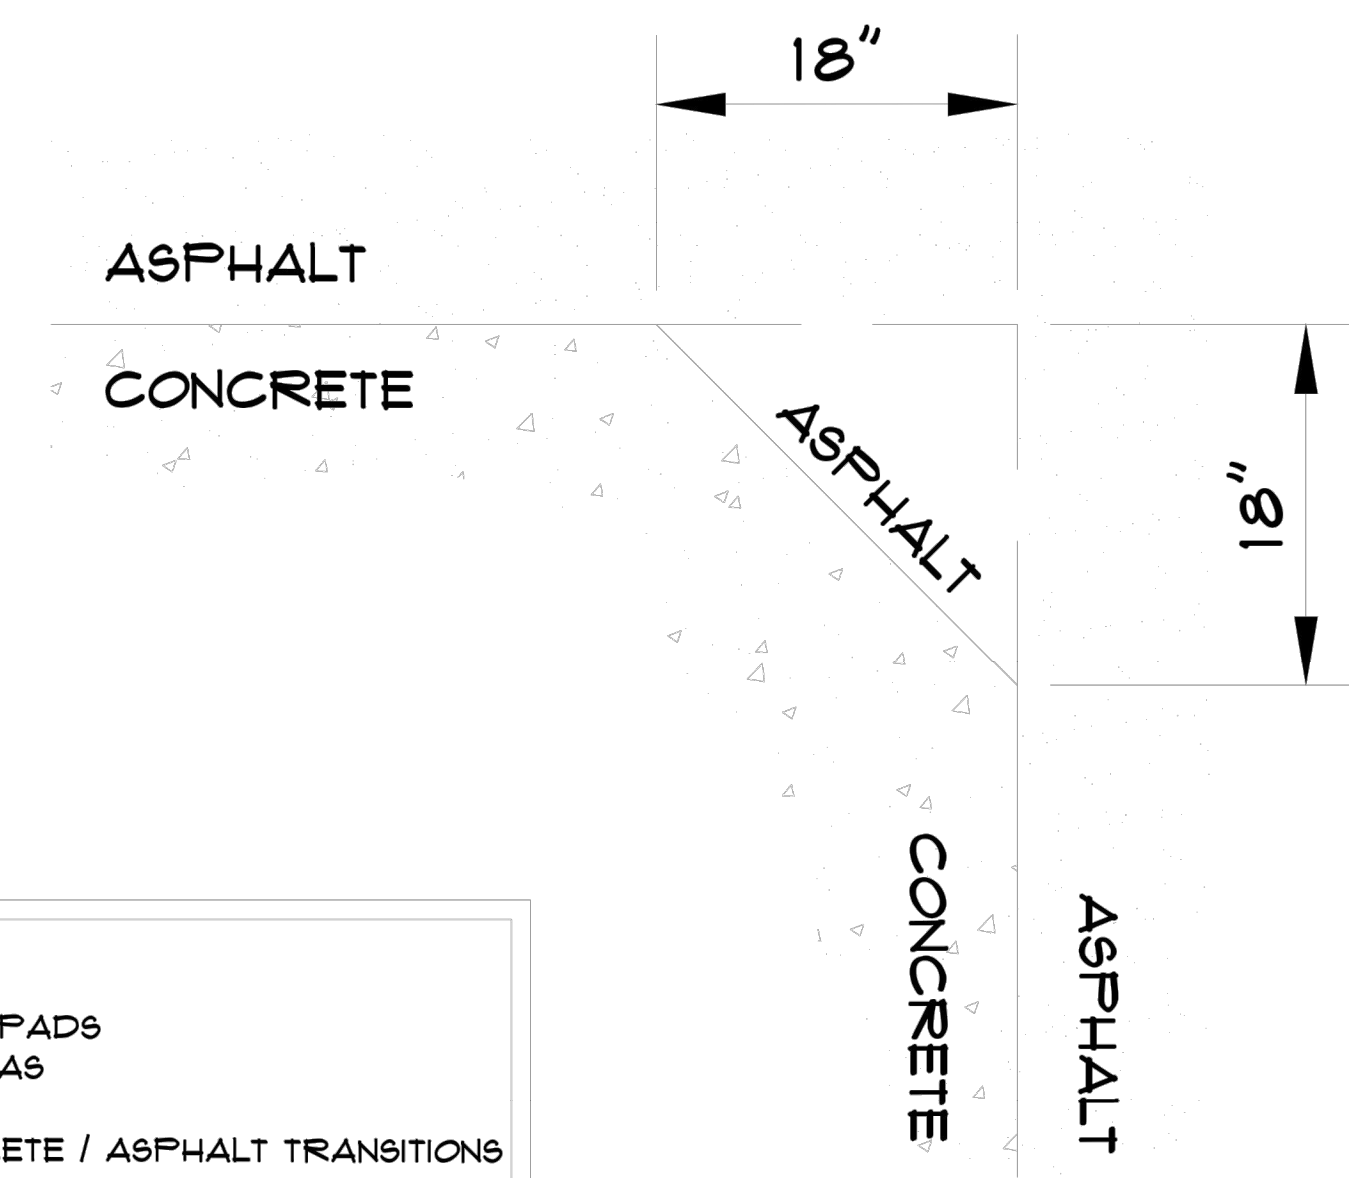 18"
ASPHALT
CONCRETE
ASPHALT
18"
CONCRETE
ASPHALT
PADS
AS
ETE / ASPHALT TRANSITIONS